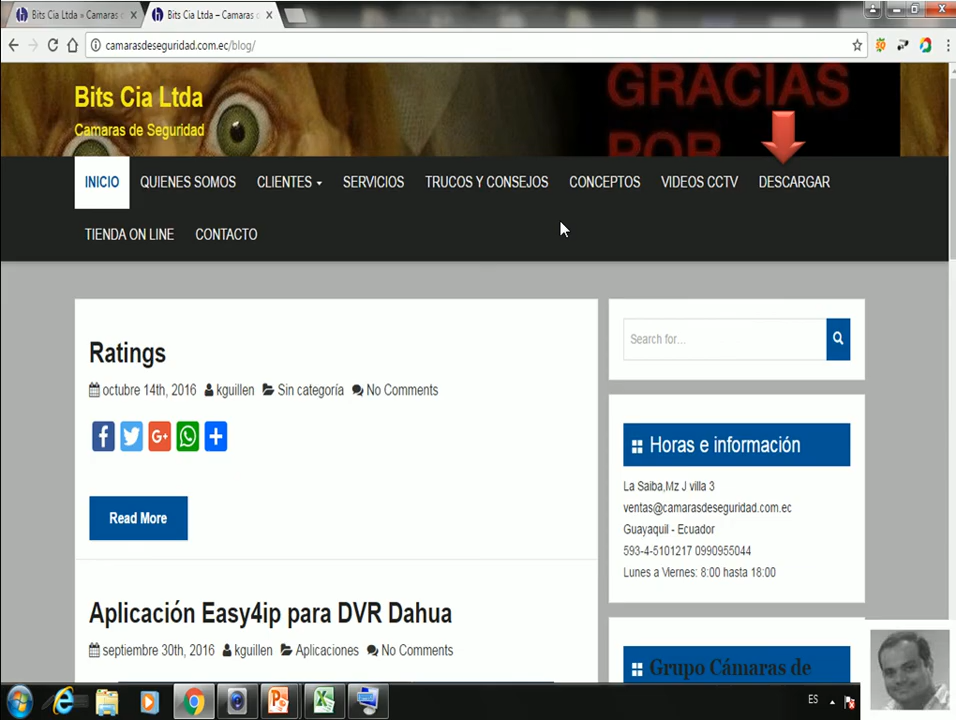 Bits Cia Ltda » Camaras
Bits Cia Ltda – Camaras
camarasdeseguridad.com.ec/blog/
Bits Cia Ltda
Camaras de Seguridad
GRACIAS
POR
INICIO QUIENES SOMOS CLIENTES SERVICIOS TRUCOS Y CONSEJOS CONCEPTOS VIDEOS CCTV DESCARGAR
TIENDA ON LINE CONTACTO
Ratings
octubre 14th, 2016 kguillen Sin categoría No Comments
Read More
Aplicación Easy4ip para DVR Dahua
septiembre 30th, 2016 kguillen Aplicaciones No Comments
Search for...
Horas e información
La Saiba,Mz J villa 3
ventas@camarasdeseguridad.com.ec
Guayaquil - Ecuador
593-4-5101217 0990955044
Lunes a Viernes: 8:00 hasta 18:00
Grupo Cámaras de
ES